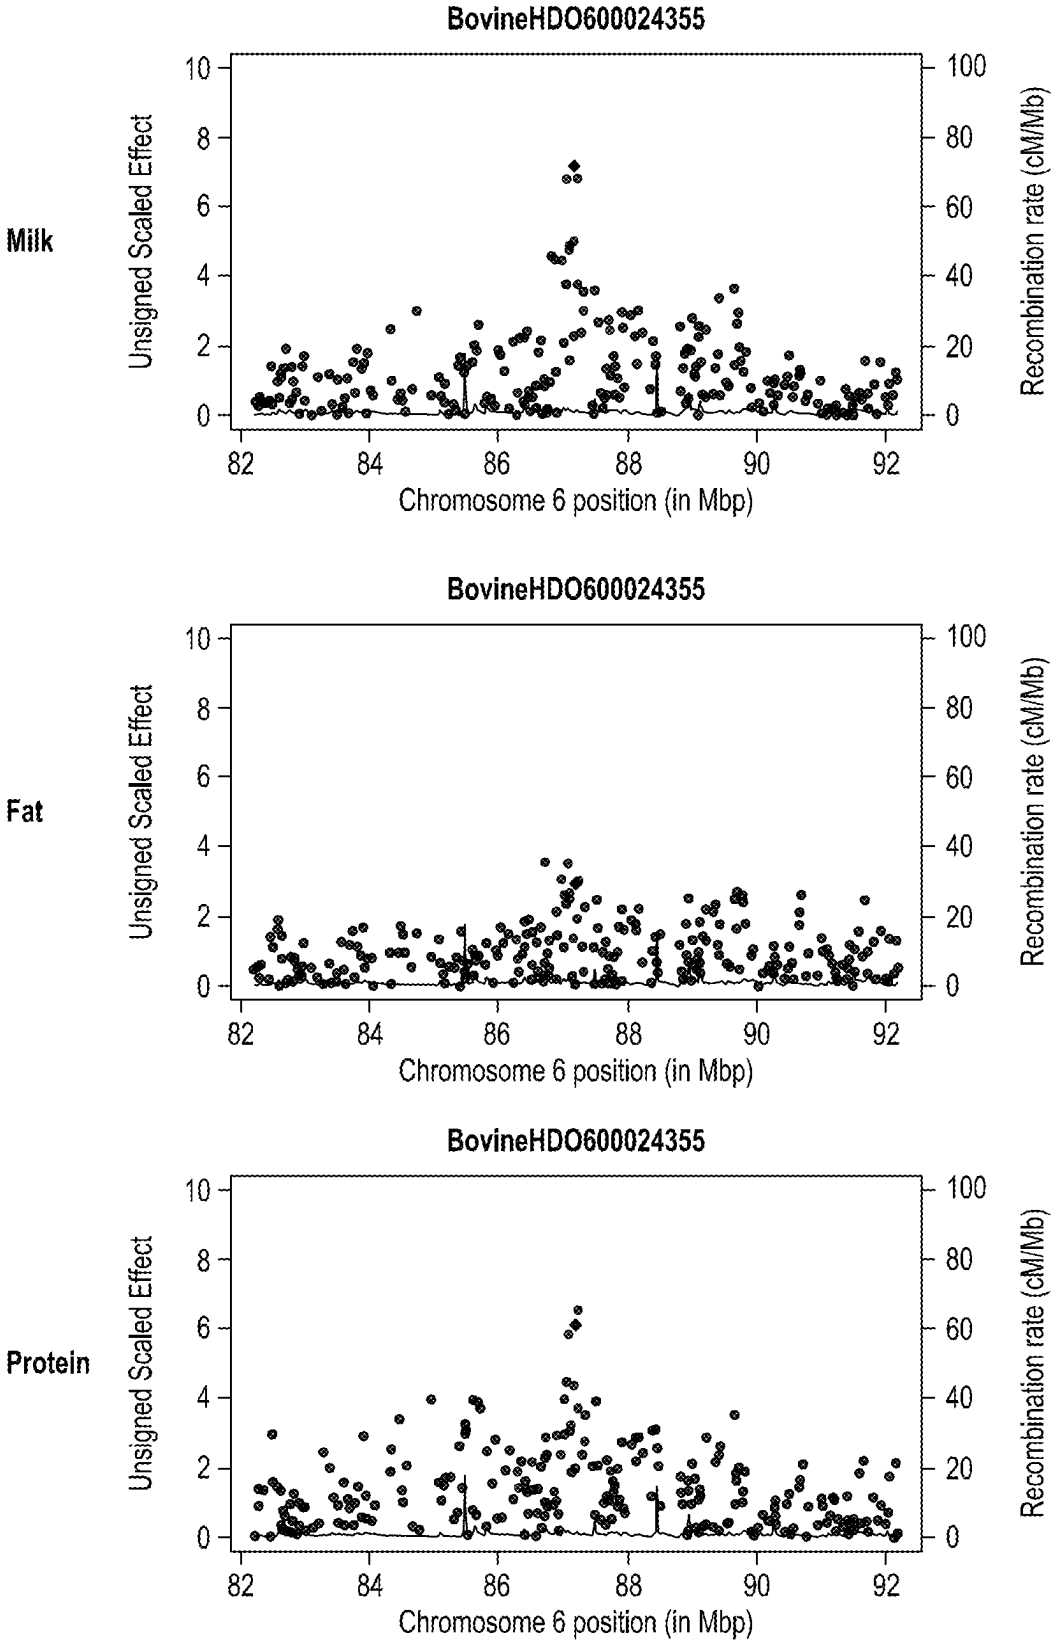 BovineHDO600024355
Milk
Unsigned Scaled Effect
10
8
6
4
2
0
100
80
60
40
20
0
Recombination rate (cM/Mb)
82 84 86 88 90 92
Chromosome 6 position (in Mbp)
BovineHDO600024355
Fat
Unsigned Scaled Effect
10
8
6
4
2
0
100
80
60
40
20
0
Recombination rate (cM/Mb)
82 84 86 88 90 92
Chromosome 6 position (in Mbp)
BovineHDO600024355
Protein
Unsigned Scaled Effect
10
8
6
4
2
0
100
80
60
40
20
0
Recombination rate (cM/Mb)
82 84 86 88 90 92
Chromosome 6 position (in Mbp)